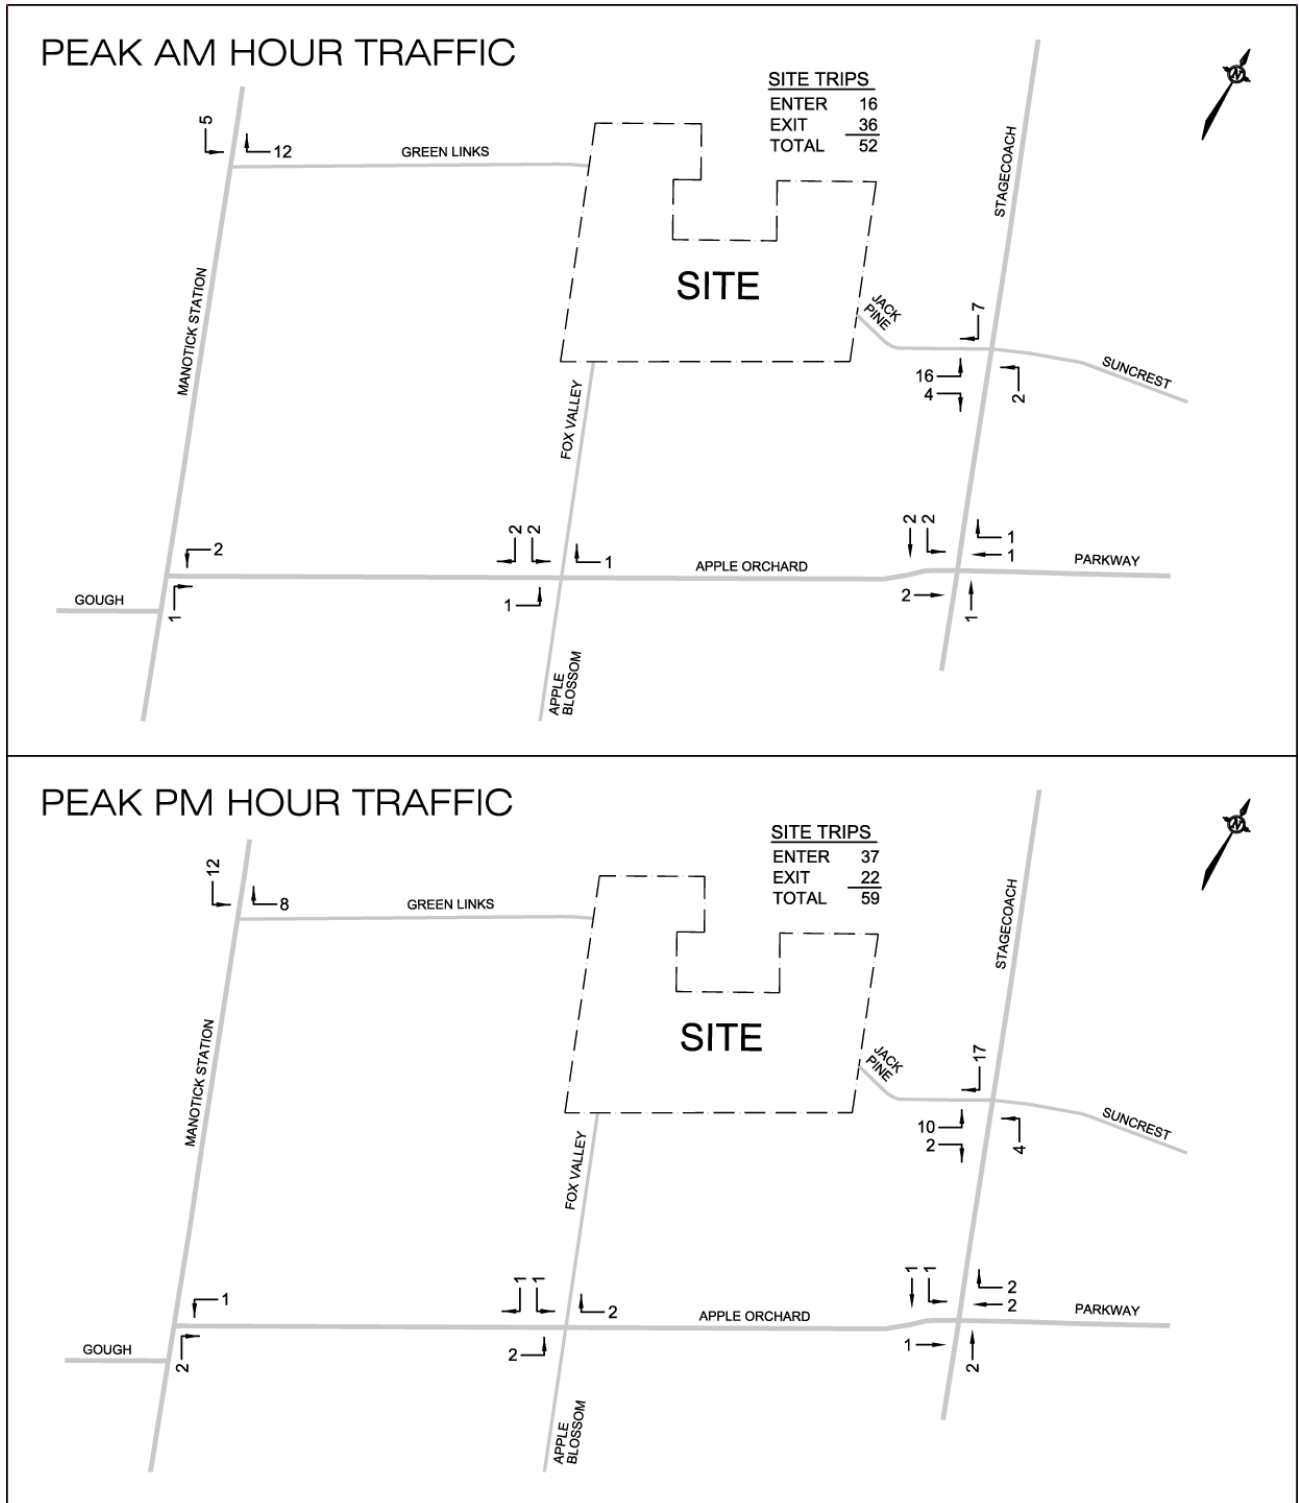 PEAK AM HOUR TRAFFIC
SITE TRIPS
ENTER 16
EXIT 36
TOTAL 52
N
5
12
GREEN LINKS
STAGECOACH
MANOTICK STATION
SITE
JACK
PINE
7
16
4
2
SUNCREST
FOX VALLEY
2
2 2
1
2 2
1
1
APPLE ORCHARD
PARKWAY
GOUGH
1
1
2
1
APPLE
BLOSSOM
PEAK PM HOUR TRAFFIC
SITE TRIPS
ENTER 37
EXIT 22
TOTAL 59
N
12
8
GREEN LINKS
STAGECOACH
MANOTICK STATION
SITE
JACK
PINE
17
10
2
4
SUNCREST
FOX VALLEY
1
1 1
2
1 1
2
2
APPLE ORCHARD
PARKWAY
GOUGH
2
2
1
2
APPLE
BLOSSOM